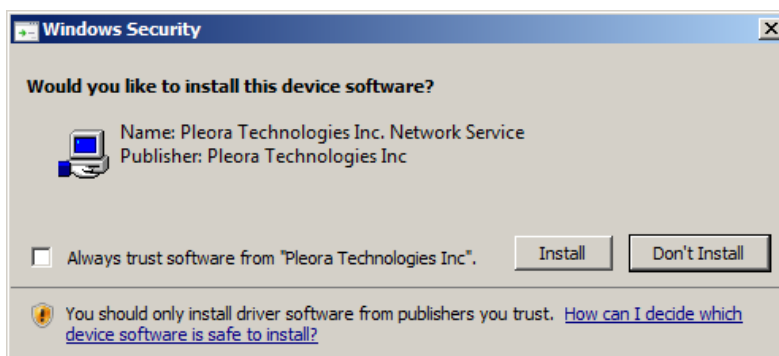 Windows Security
Would you like to install this device software?
Name: Pleora Technologies Inc. Network Service
Publisher: Pleora Technologies Inc
Always trust software from "Pleora Technologies Inc".
Install
Don't Install
You should only install driver software from publishers you trust. How can I decide which
device software is safe to install?